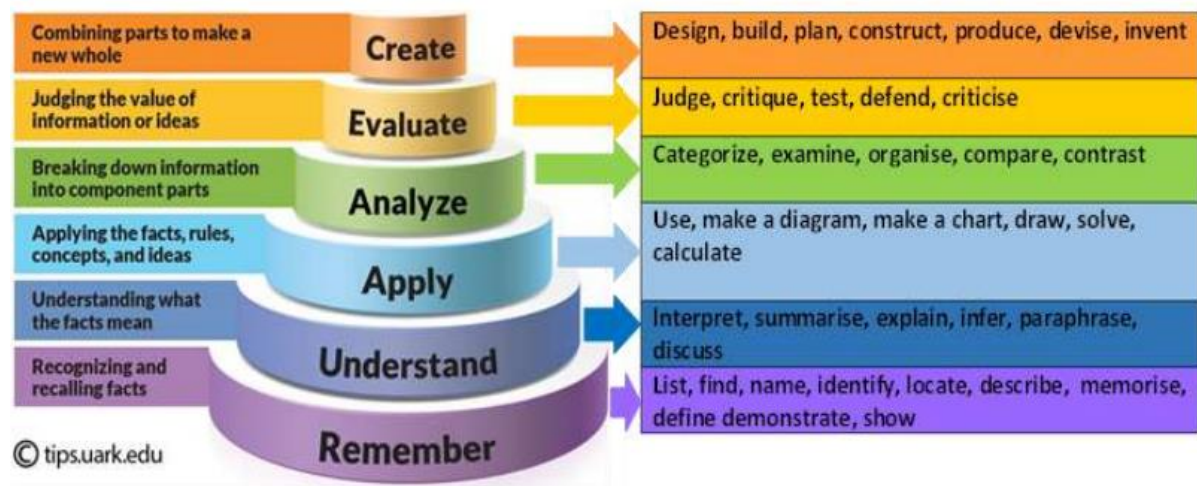 Combining parts to make a
new whole
Create
Design, build, plan, construct, produce, devise, invent
Judging the value of
information or ideas
Evaluate
Judge, critique, test, defend, criticise
Breaking down information
into component parts
Analyze
Categorize, examine, organise, compare, contrast
Applying the facts, rules,
concepts, and ideas
Apply
Use, make a diagram, make a chart, draw, solve,
calculate
Understanding what
the facts mean
Understand
Interpret, summarise, explain, infer, paraphrase,
discuss
Recognizing and
recalling facts
Remember
List, find, name, identify, locate, describe, memorise,
define demonstrate, show
© tips.uark.edu